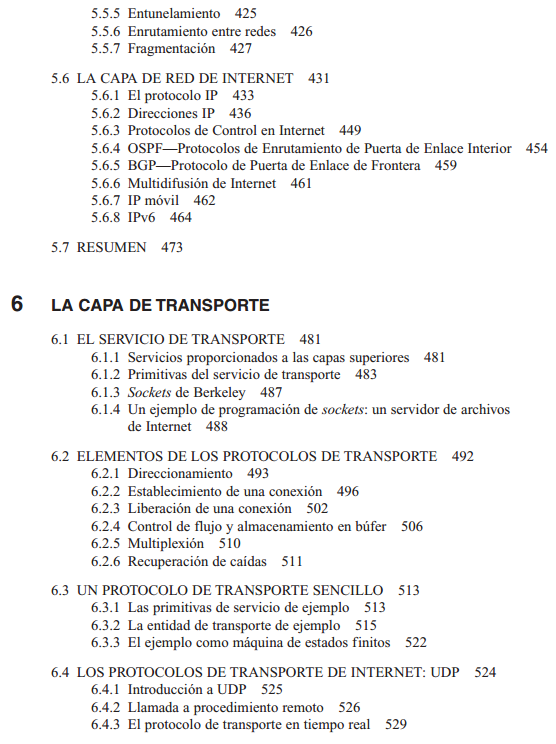 5.5.5 Entunelamiento 425
5.5.6 Enrutamiento entre redes 426
5.5.7 Fragmentación 427
5.6 LA CAPA DE RED DE INTERNET 431
5.6.1 El protocolo IP 433
5.6.2 Direcciones IP 436
5.6.3 Protocolos de Control en Internet 449
5.6.4 OSPF—Protocolos de Enrutamiento de Puerta de Enlace Interior 454
5.6.5 BGP—Protocolo de Puerta de Enlace de Frontera 459
5.6.6 Multidifusión de Internet 461
5.6.7 IP móvil 462
5.6.8 IPv6 464
5.7 RESUMEN 473
6 LA CAPA DE TRANSPORTE
6.1 EL SERVICIO DE TRANSPORTE 481
6.1.1 Servicios proporcionados a las capas superiores 481
6.1.2 Primitivas del servicio de transporte 483
6.1.3 Sockets de Berkeley 487
6.1.4 Un ejemplo de programación de sockets: un servidor de archivos
de Internet 488
6.2 ELEMENTOS DE LOS PROTOCOLOS DE TRANSPORTE 492
6.2.1 Direccionamiento 493
6.2.2 Establecimiento de una conexión 496
6.2.3 Liberación de una conexión 502
6.2.4 Control de flujo y almacenamiento en búfer 506
6.2.5 Multiplexión 510
6.2.6 Recuperación de caídas 511
6.3 UN PROTOCOLO DE TRANSPORTE SENCILLO 513
6.3.1 Las primitivas de servicio de ejemplo 513
6.3.2 La entidad de transporte de ejemplo 515
6.3.3 El ejemplo como máquina de estados finitos 522
6.4 LOS PROTOCOLOS DE TRANSPORTE DE INTERNET: UDP 524
6.4.1 Introducción a UDP 525
6.4.2 Llamada a procedimiento remoto 526
6.4.3 El protocolo de transporte en tiempo real 529